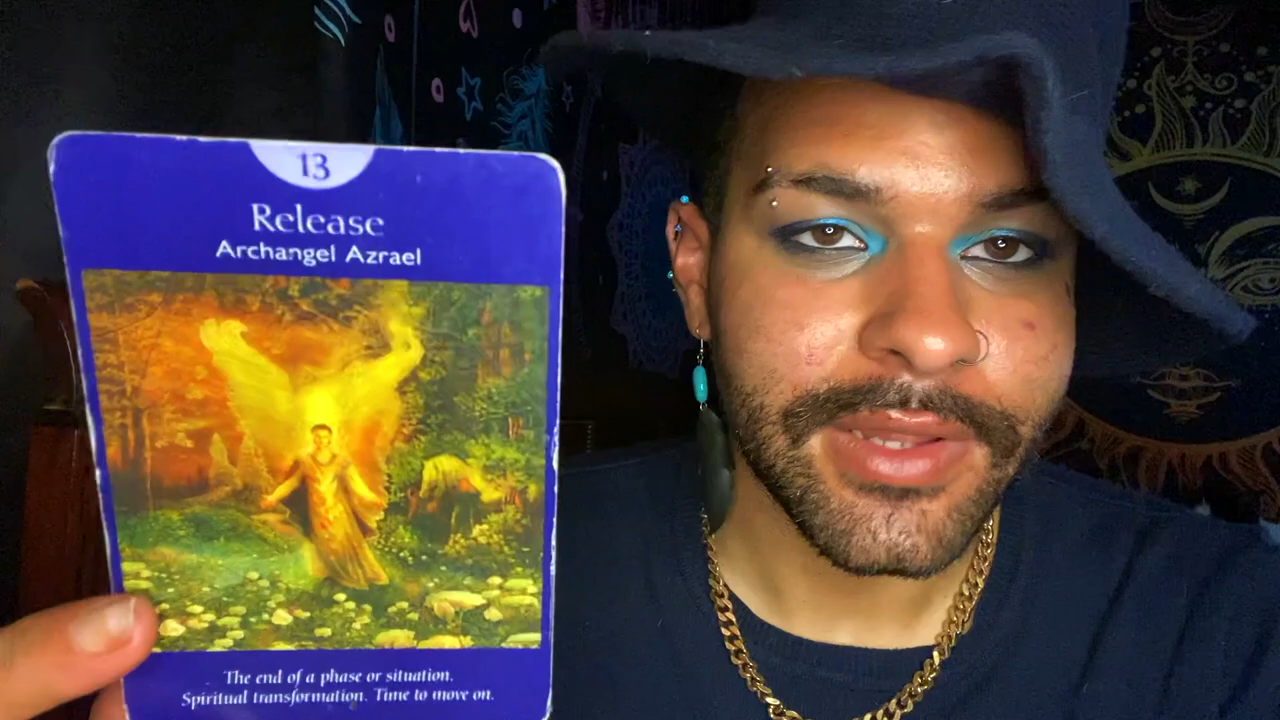 13
Release
Archangel Azrael
The end of a phase or situation.
Spiritual transformation. Time to move on.